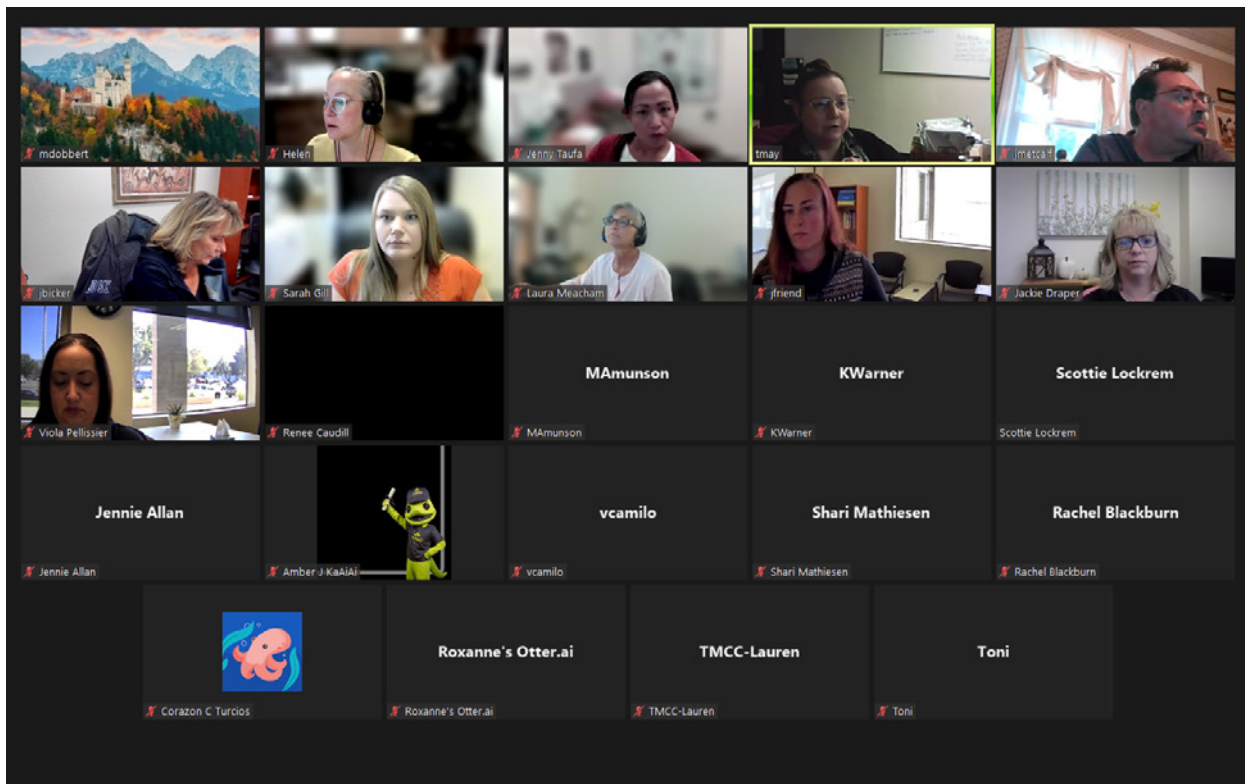 mdobbert
Helen
Jenny Taufa
tmay
jmetcalf
jbicker
Sarah Gill
Laura Meacham
jfriend
Jackie Draper
Viola Pellissier
Renee Caudill
MAmunson
MAmunson
KWarner
KWarner
Scottie Lockrem
Scottie Lockrem
Jennie Allan
Jennie Allan
Amber J KaAiAi
vcamilo
vcamilo
Shari Mathiesen
Shari Mathiesen
Rachel Blackburn
Rachel Blackburn
Corazon C Turcios
Roxanne's Otter.ai
Roxanne's Otter.ai
TMCC-Lauren
TMCC-Lauren
Toni
Toni